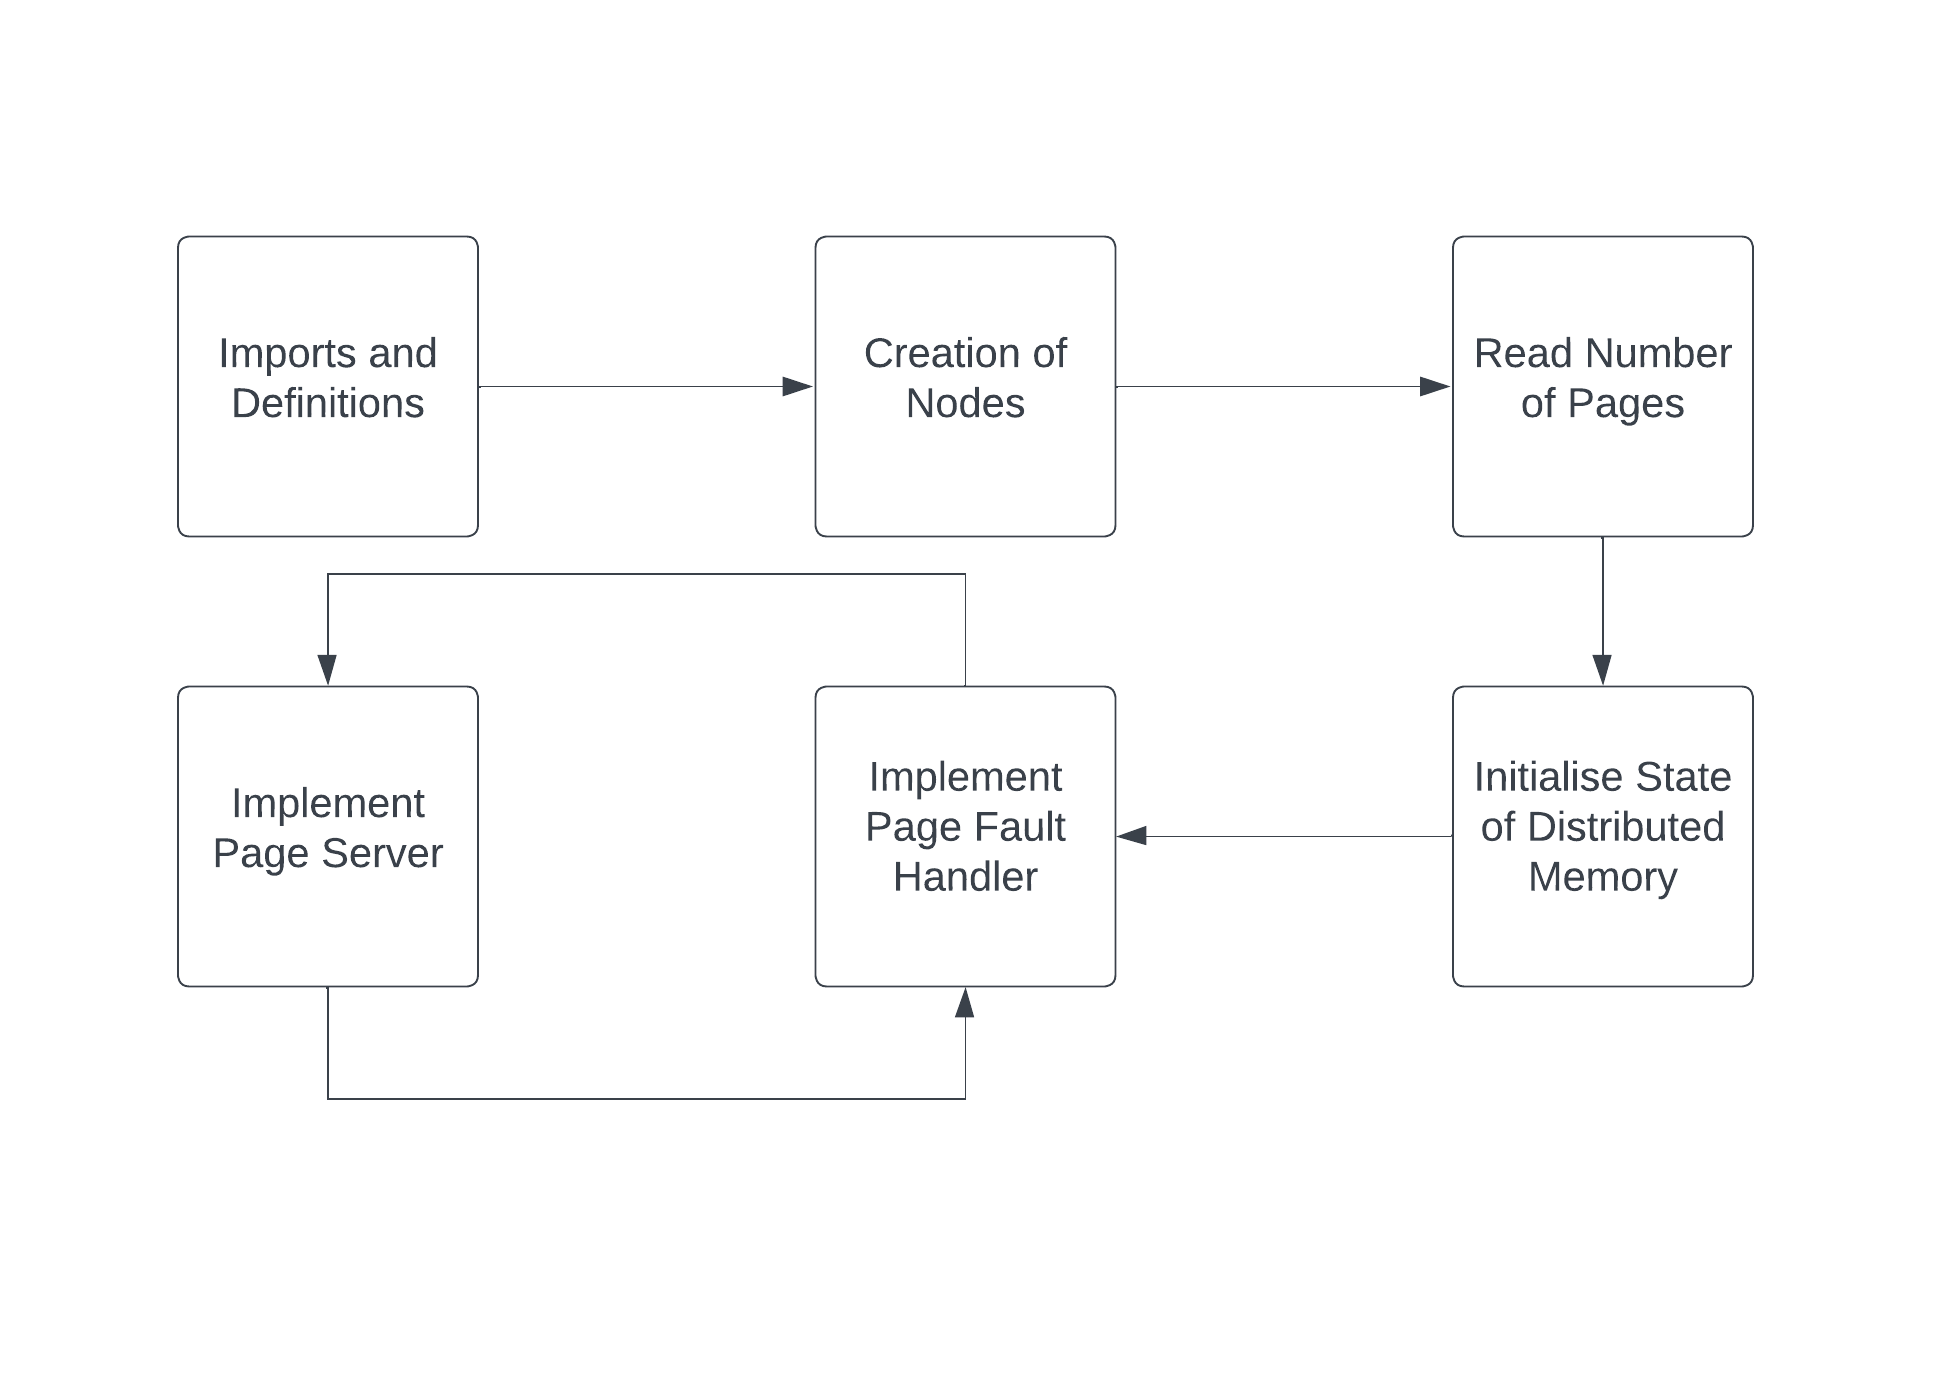 Imports and
Definitions
Creation of
Nodes
Read Number
of Pages
Implement
Page Server
Implement
Page Fault
Handler
Initialise State
of Distributed
Memory